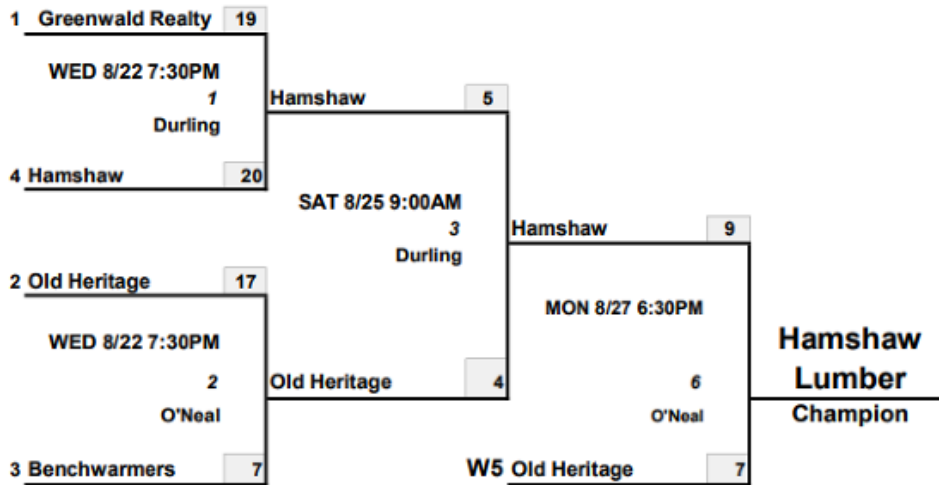 1 Greenwald Realty 19
WED 8/22 7:30PM
1
Durling
4 Hamshaw 20
Hamshaw 5
SAT 8/25 9:00AM
3
Durling
2 Old Heritage 17
WED 8/22 7:30PM
2
O'Neal
3 Benchwarmers 7
Old Heritage 4
Hamshaw 9
MON 8/27 6:30PM
6
O'Neal
W5 Old Heritage 7
Hamshaw
Lumber
Champion